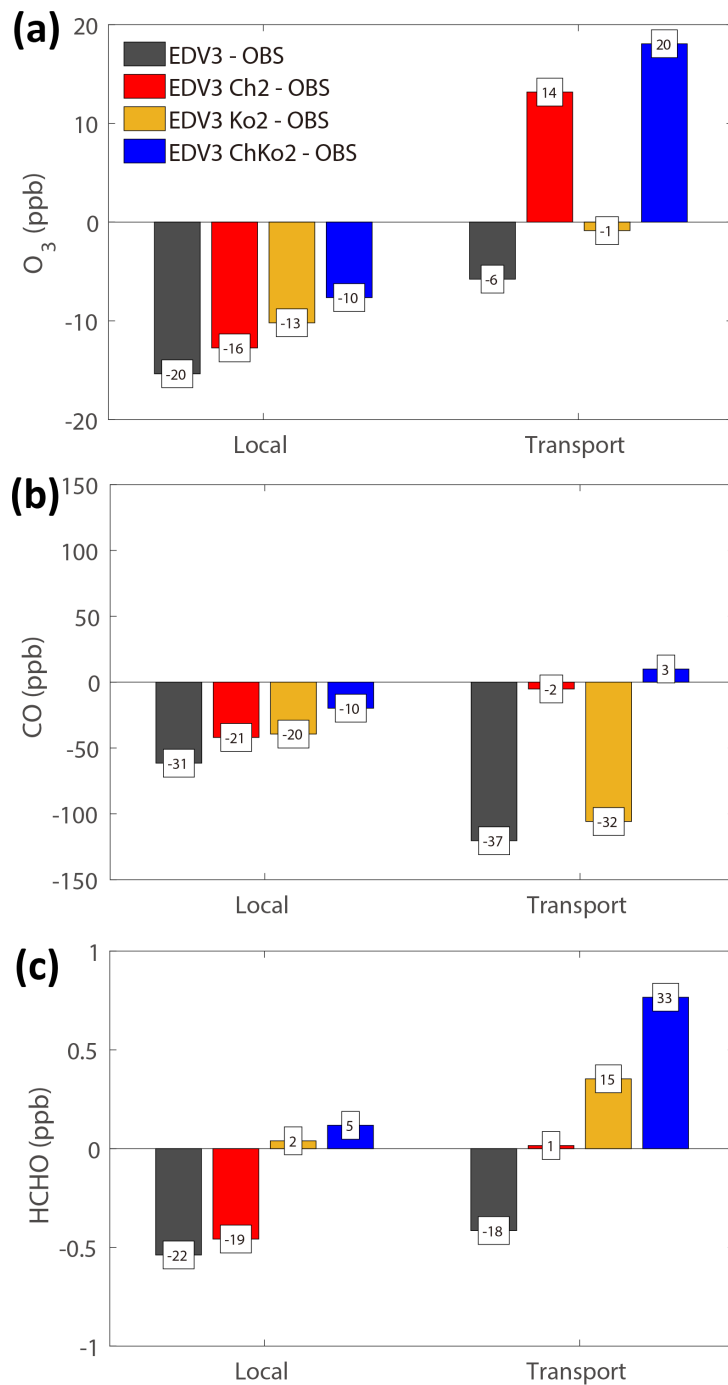 (a)
20
10
0
-10
-20
O3 (ppb)
EDV3 - OBS
EDV3 Ch2 - OBS
EDV3 Ko2 - OBS
EDV3 ChKo2 - OBS
-20
-16
-13
-10
-6
14
-1
20
Local
Transport
(b)
150
100
50
0
-50
-100
-150
CO (ppb)
-31
-21
-20
-10
-37
-2
-32
3
Local
Transport
(c)
1
0.5
0
-0.5
-1
HCHO (ppb)
-22
-19
2
5
-18
1
15
33
Local
Transport